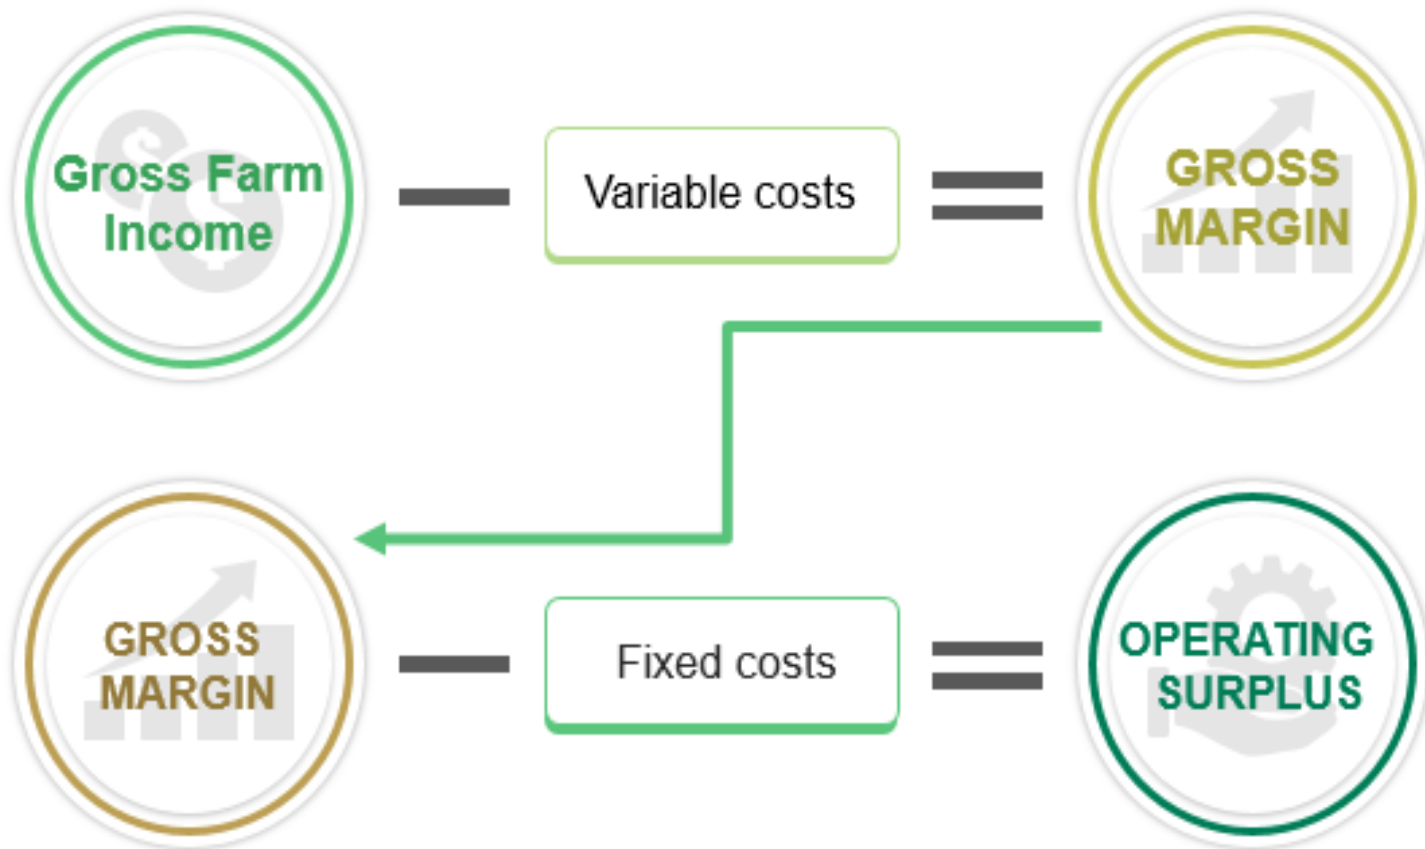 Gross Farm
Income
Variable costs
GROSS
MARGIN
GROSS
MARGIN
Fixed costs
OPERATING
SURPLUS